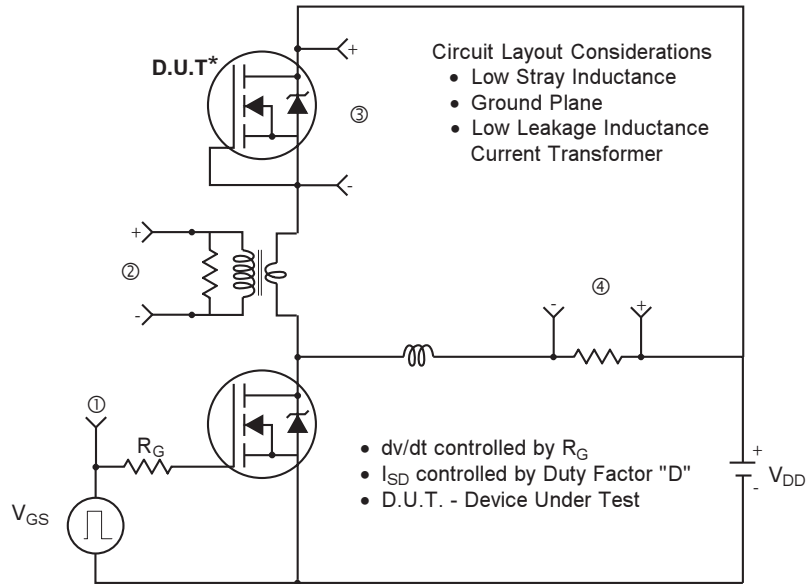 D.U.T*
+
Circuit Layout Considerations
• Low Stray Inductance
• Ground Plane
• Low Leakage Inductance
Current Transformer
③
-
+
②
-
④
- +
①
R_G
V_GS
• dv/dt controlled by R_G
• I_SD controlled by Duty Factor "D"
• D.U.T. - Device Under Test
+
V_DD
-